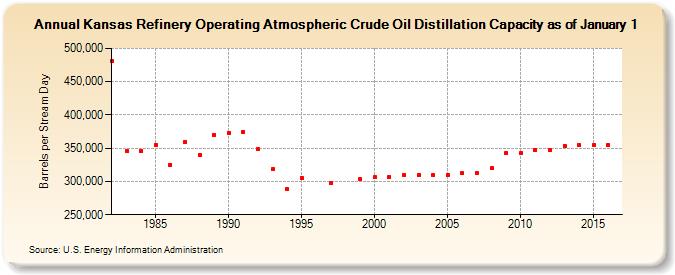 Annual Kansas Refinery Operating Atmospheric Crude Oil Distillation Capacity as of January 1
Barrels per Stream Day
500,000
450,000
400,000
350,000
300,000
250,000
1985 1990 1995 2000 2005 2010 2015
Source: U.S. Energy Information Administration